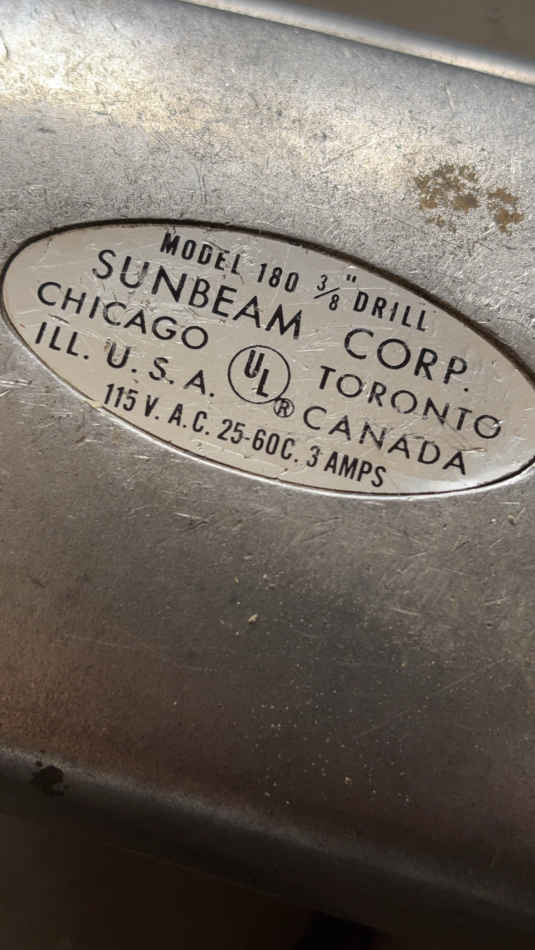 MODEL 180 3/8" DRILL
SUNBEAM CORP.
CHICAGO TORONTO
ILL. U.S.A. UL ® CANADA
115 V. A.C. 25-60C. 3 AMPS